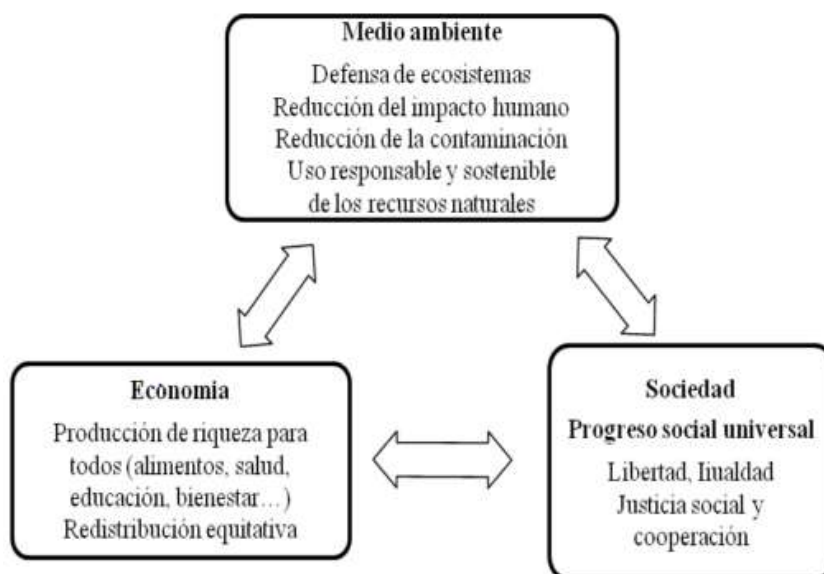 Medio ambiente
Defensa de ecosistemas
Reducción del impacto humano
Reducción de la contaminación
Uso responsable y sostenible
de los recursos naturales
Economia
Producción de riqueza para
todos (alimentos, salud,
educación, bienestar…)
Redistribución equitativa
Sociedad
Progreso social universal
Libertad, Iiualdad
Justicia social y
cooperación